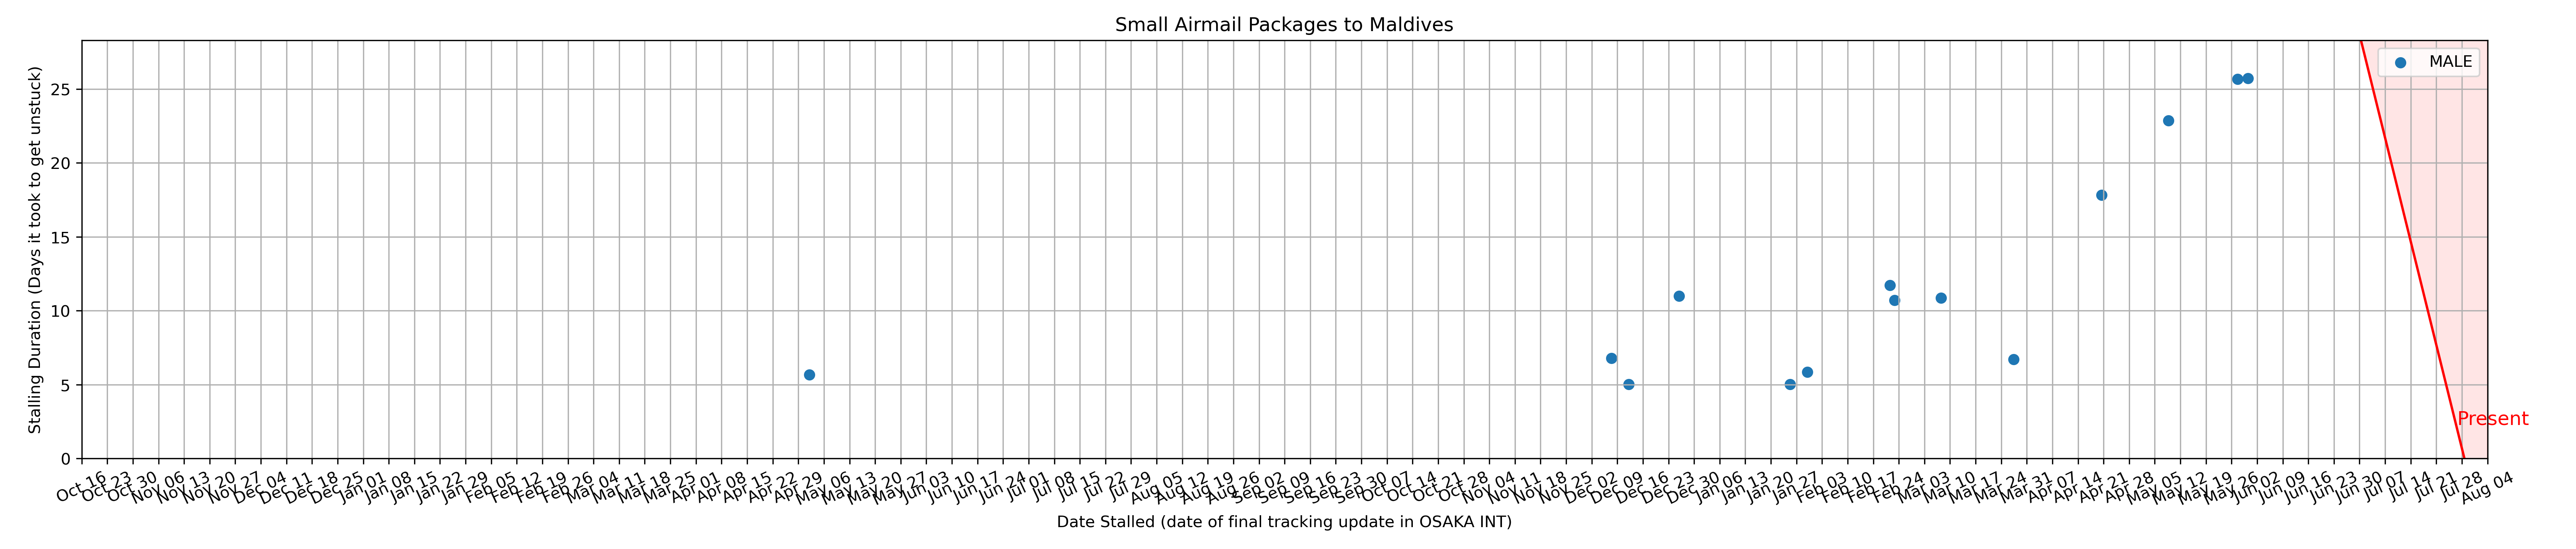 Small Airmail Packages to Maldives
MALE
Stalling Duration (Days it took to get unstuck)
25
20
15
10
5
0
Present
Oct 16
Oct 23
Oct 30
Nov 06
Nov 13
Nov 20
Nov 27
Dec 04
Dec 11
Dec 18
Dec 25
Jan 01
Jan 08
Jan 15
Jan 22
Jan 29
Feb 05
Feb 12
Feb 19
Feb 26
Mar 04
Mar 11
Mar 18
Mar 25
Apr 01
Apr 08
Apr 15
Apr 22
Apr 29
May 06
May 13
May 20
May 27
Jun 03
Jun 10
Jun 17
Jun 24
Jul 01
Jul 08
Jul 15
Jul 22
Jul 29
Aug 05
Aug 12
Aug 19
Aug 26
Sep 02
Sep 09
Sep 16
Sep 23
Sep 30
Oct 07
Oct 14
Oct 21
Oct 28
Nov 04
Nov 11
Nov 18
Nov 25
Dec 02
Dec 09
Dec 16
Dec 23
Dec 30
Jan 06
Jan 13
Jan 20
Jan 27
Feb 03
Feb 10
Feb 17
Feb 24
Mar 03
Mar 10
Mar 17
Mar 24
Mar 31
Apr 07
Apr 14
Apr 21
Apr 28
May 05
May 12
May 19
May 26
Jun 02
Jun 09
Jun 16
Jun 23
Jun 30
Jul 07
Jul 14
Jul 21
Jul 28
Aug 04
Date Stalled (date of final tracking update in OSAKA INT)